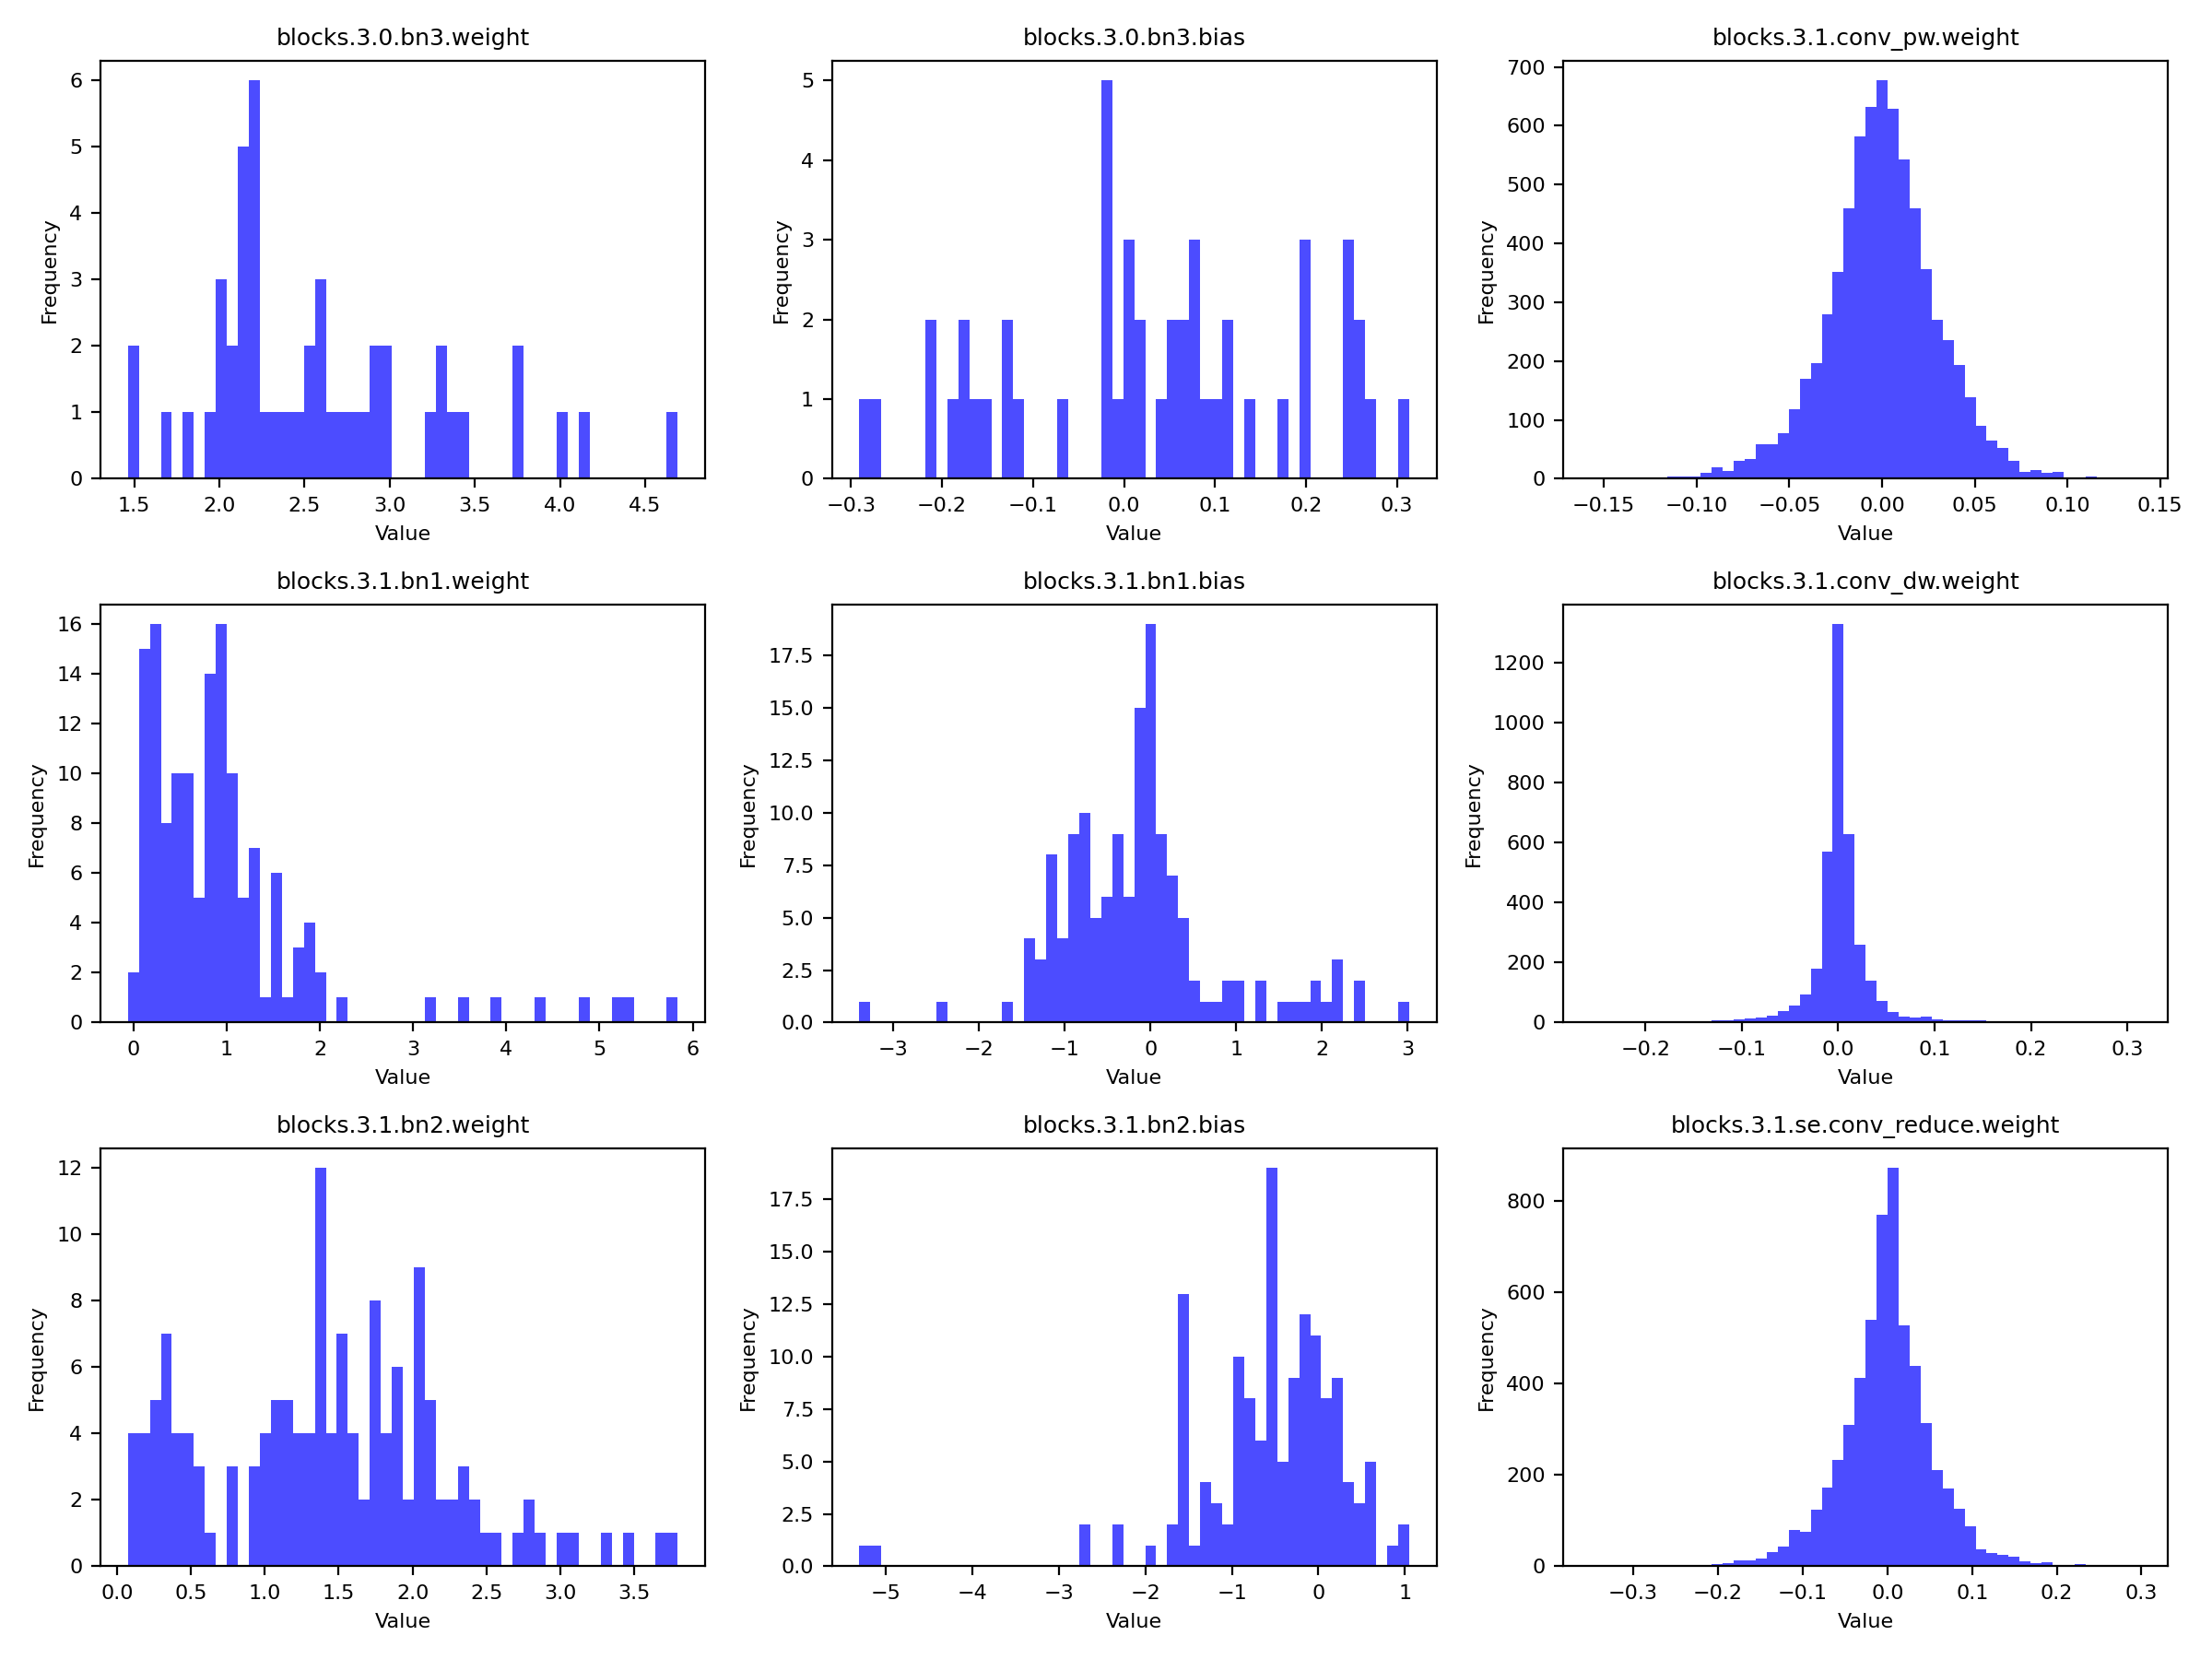 blocks.3.0.bn3.weight
Frequency
6
5
4
3
2
1
0
1.5 2.0 2.5 3.0 3.5 4.0 4.5
Value
blocks.3.0.bn3.bias
Frequency
5
4
3
2
1
0
−0.3 −0.2 −0.1 0.0 0.1 0.2 0.3
Value
blocks.3.1.conv_pw.weight
Frequency
700
600
500
400
300
200
100
0
−0.15 −0.10 −0.05 0.00 0.05 0.10 0.15
Value
blocks.3.1.bn1.weight
Frequency
16
14
12
10
8
6
4
2
0
0 1 2 3 4 5 6
Value
blocks.3.1.bn1.bias
Frequency
17.5
15.0
12.5
10.0
7.5
5.0
2.5
0.0
−3 −2 −1 0 1 2 3
Value
blocks.3.1.conv_dw.weight
Frequency
1200
1000
800
600
400
200
0
−0.2 −0.1 0.0 0.1 0.2 0.3
Value
blocks.3.1.bn2.weight
Frequency
12
10
8
6
4
2
0
0.0 0.5 1.0 1.5 2.0 2.5 3.0 3.5
Value
blocks.3.1.bn2.bias
Frequency
17.5
15.0
12.5
10.0
7.5
5.0
2.5
0.0
−5 −4 −3 −2 −1 0 1
Value
blocks.3.1.se.conv_reduce.weight
Frequency
800
600
400
200
0
−0.3 −0.2 −0.1 0.0 0.1 0.2 0.3
Value